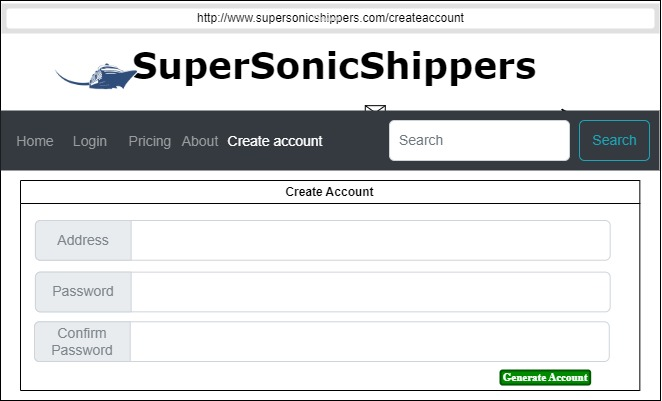 http://www.supersonicshippers.com/createaccount
SuperSonicShippers
Home Login Pricing About Create account Search Search
Create Account
Address
Password
Confirm
Password
Generate Account